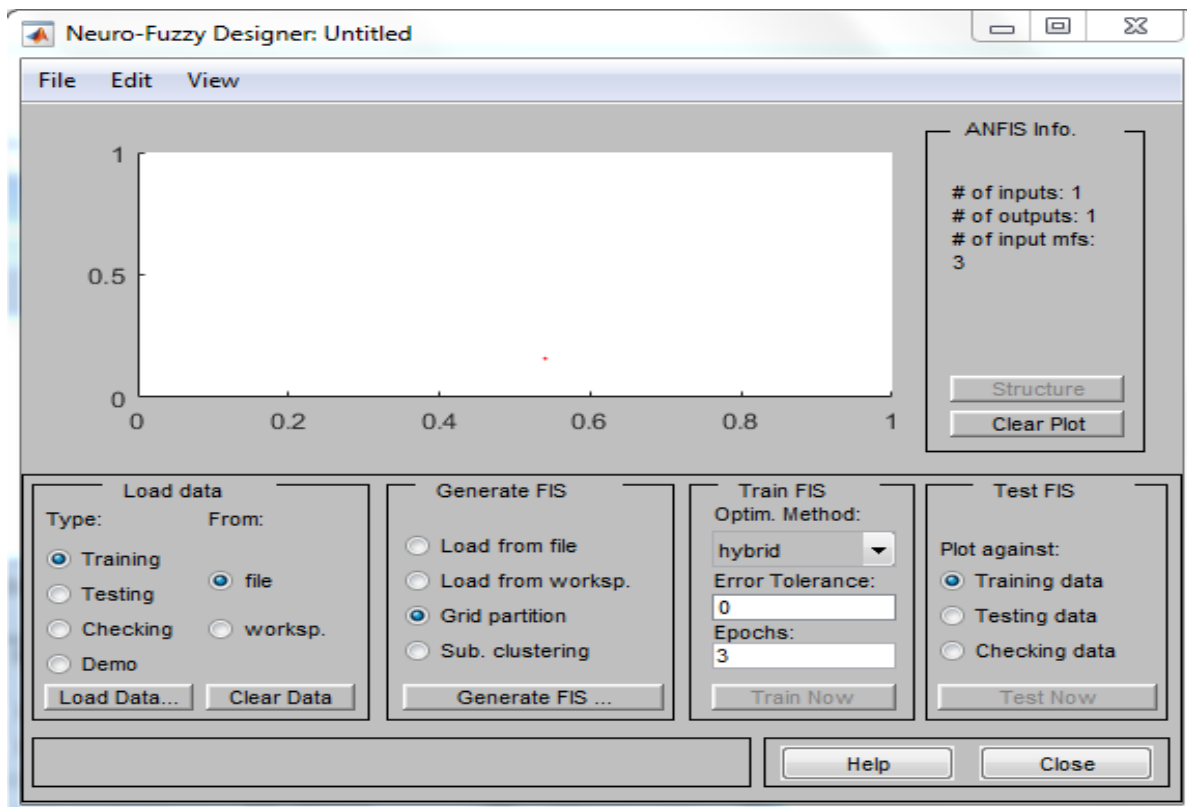 Neuro-Fuzzy Designer: Untitled
File Edit View
1
0.5
0
0 0.2 0.4 0.6 0.8 1
ANFIS Info.
# of inputs: 1
# of outputs: 1
# of input mfs:
3
Structure
Clear Plot
Load data
Type: From:
Training
file
Testing
Checking
worksp.
Demo
Load Data... Clear Data
Generate FIS
Load from file
Load from worksp.
Grid partition
Sub. clustering
Generate FIS ...
Train FIS
Optim. Method:
hybrid
Error Tolerance:
0
Epochs:
3
Train Now
Test FIS
Plot against:
Training data
Testing data
Checking data
Test Now
Help Close